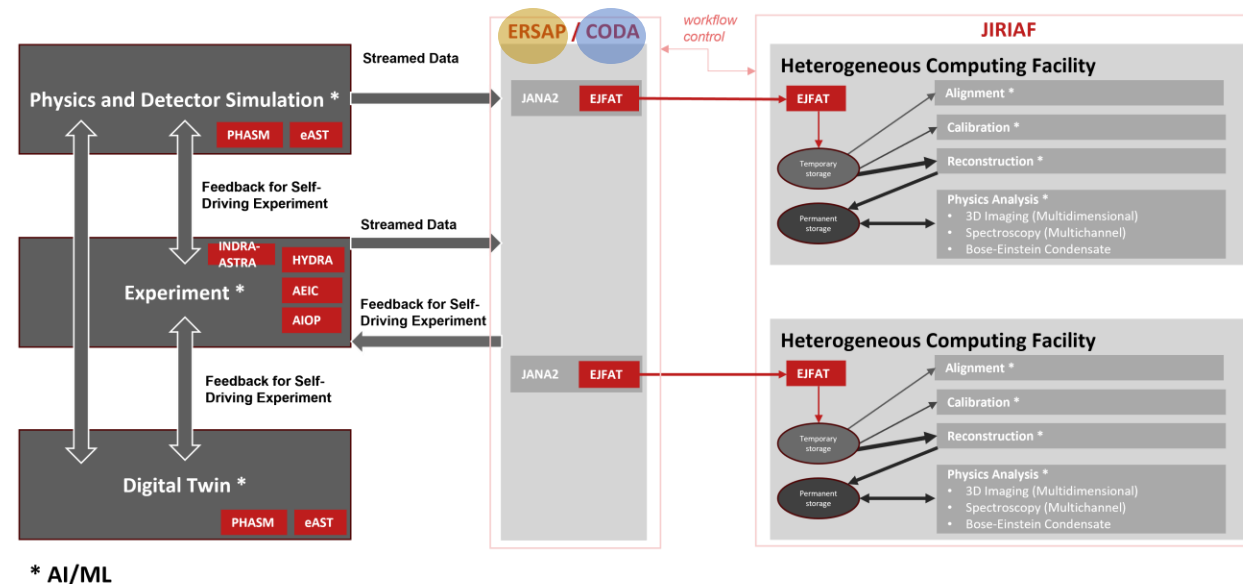 ERSAP / CODA
workflow
control
JIRIAF
Streamed Data
Physics and Detector Simulation *
PHASM
eAST
JANA2
EJFAT
Heterogeneous Computing Facility
EJFAT
Alignment *
Calibration *
Temporary
storage
Reconstruction *
Permanent
storage
Physics Analysis *
• 3D Imaging (Multidimensional)
• Spectroscopy (Multichannel)
• Bose-Einstein Condensate
Feedback for Self-
Driving Experiment
Streamed Data
INDRA-
ASTRA
HYDRA
Experiment *
AEIC
AIOP
Feedback for Self-
Driving Experiment
JANA2
EJFAT
Heterogeneous Computing Facility
EJFAT
Alignment *
Calibration *
Temporary
storage
Reconstruction *
Permanent
storage
Physics Analysis *
• 3D Imaging (Multidimensional)
• Spectroscopy (Multichannel)
• Bose-Einstein Condensate
Feedback for Self-
Driving Experiment
Digital Twin *
PHASM
eAST
* AI/ML